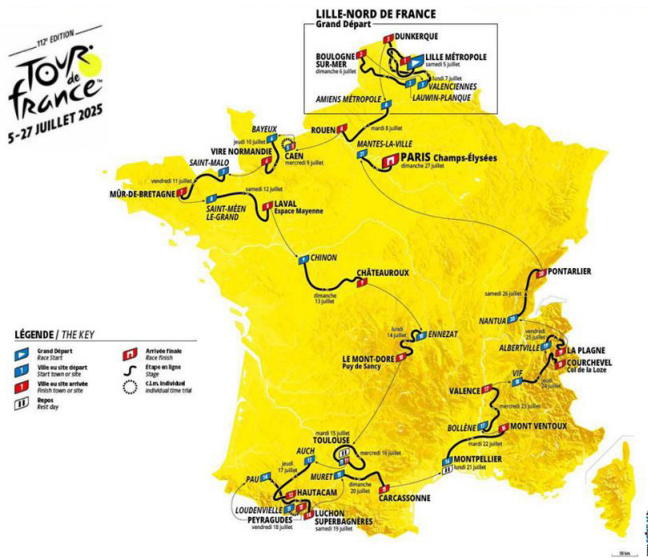 112e ÉDITION
TOUR
de
france
5-27 JUILLET 2025
LILLE-NORD DE FRANCE
Grand Départ
DUNKERQUE
BOULOGNE
SUR-MER
dimanche 6 juillet
LILLE MÉTROPOLE
samedi 5 juillet
lundi 7 juillet
VALENCIENNES
LAUWIN-PLANQUE
AMIENS MÉTROPOLE
mardi 8 juillet
ROUEN
BAYEUX
jeudi 10 juillet
VIRE NORMANDIE
CAEN
mercredi 9 juillet
MANTES-LA-VILLE
PARIS Champs-Élysées
dimanche 27 juillet
SAINT-MALO
vendredi 11 juillet
MÛR-DE-BRETAGNE
SAINT-MÉEN
LE-GRAND
samedi 12 juillet
LAVAL
Espace Mayenne
CHINON
dimanche
13 juillet
CHÂTEAUROUX
PONTARLIER
samedi 26 juillet
NANTUA
lundi
14 juillet
ENNEZAT
LE MONT-DORE
Puy de Sancy
vendredi
25 juillet
ALBERTVILLE
LA PLAGNE
COURCHEVEL
Col de la Loze
VIF
jeudi
24 juillet
VALENCE
mercredi 23 juillet
BOLLÈNE
MONT VENTOUX
mardi 22 juillet
MONTPELLIER
lundi 21 juillet
mardi 15 juillet
TOULOUSE
mercredi 16 juillet
AUCH
jeudi
17 juillet
MURET
dimanche
20 juillet
CARCASSONNE
PAU
HAUTACAM
LOUDENVIELLE
PEYRAGUDES
vendredi 18 juillet
LUCHON
SUPERBAGNÈRES
samedi 19 juillet
LÉGENDE / THE KEY
Grand Départ
Race Start
Ville ou site départ
Start town or site
Ville ou site arrivée
Finish town or site
Repos
Rest day
Arrivée finale
Race finish
Étape en ligne
Stage
C.l.m. individuel
individual time trial
50 km